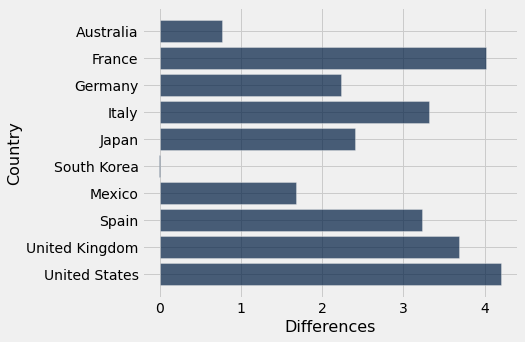 Australia
France
Germany
Italy
Japan
South Korea
Mexico
Spain
United Kingdom
United States
Country
0 1 2 3 4
Differences